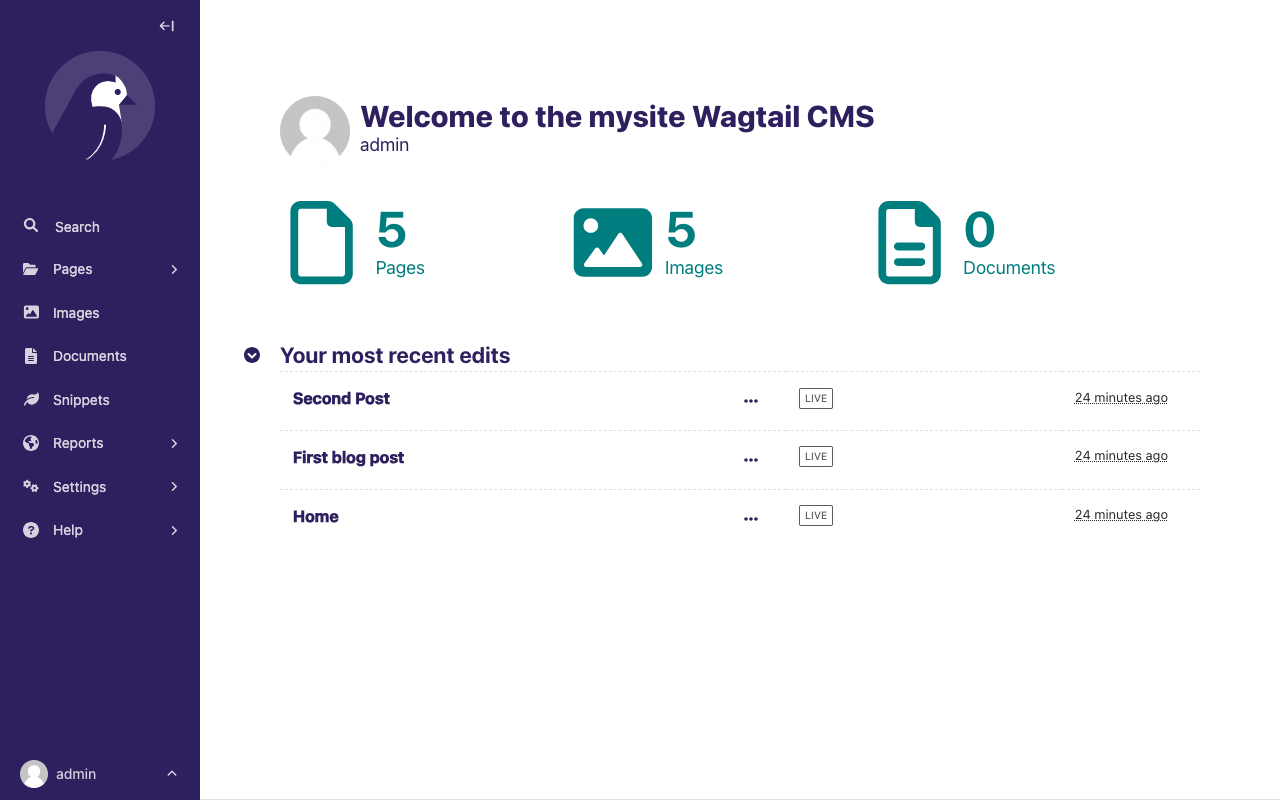 Welcome to the mysite Wagtail CMS
admin
5
Pages
5
Images
0
Documents
Search
Pages
Images
Documents
Snippets
Reports
Settings
Help
Your most recent edits
Second Post LIVE 24 minutes ago
First blog post LIVE 24 minutes ago
Home LIVE 24 minutes ago
admin